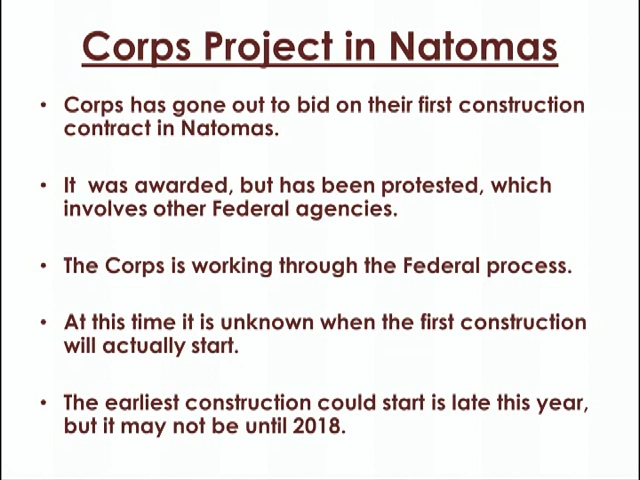 Corps Project in Natomas
• Corps has gone out to bid on their first construction
contract in Natomas.
• It  was awarded, but has been protested, which
involves other Federal agencies.
• The Corps is working through the Federal process.
• At this time it is unknown when the first construction
will actually start.
• The earliest construction could start is late this year,
but it may not be until 2018.